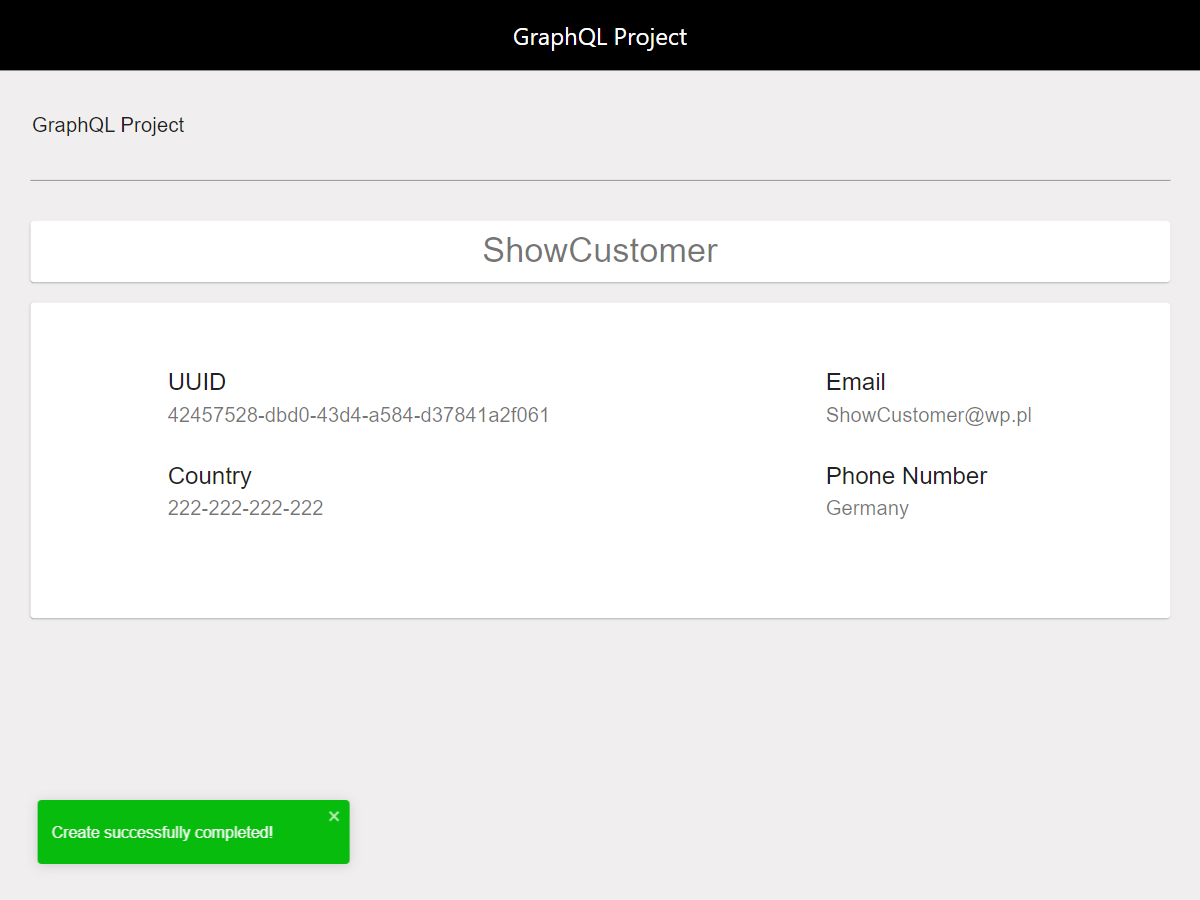 GraphQL Project
GraphQL Project
ShowCustomer
UUID
42457528-dbd0-43d4-a584-d37841a2f061
Email
ShowCustomer@wp.pl
Country
222-222-222-222
Phone Number
Germany
Create successfully completed!